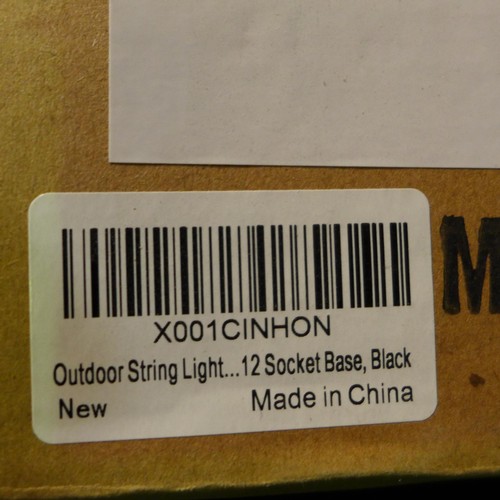 X001CINHON
Outdoor String Light...12 Socket Base, Black
New Made in China
M